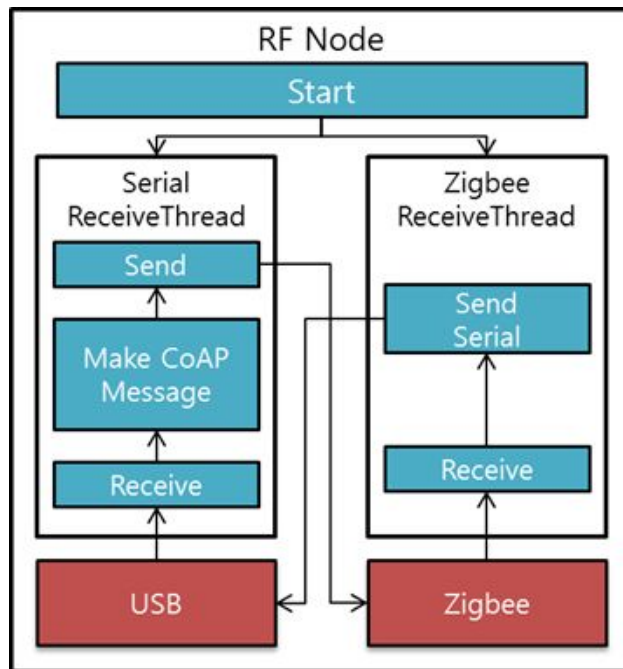 RF Node
Start
Serial
ReceiveThread
Send
Make CoAP
Message
Receive
USB
Zigbee
ReceiveThread
Send
Serial
Receive
Zigbee